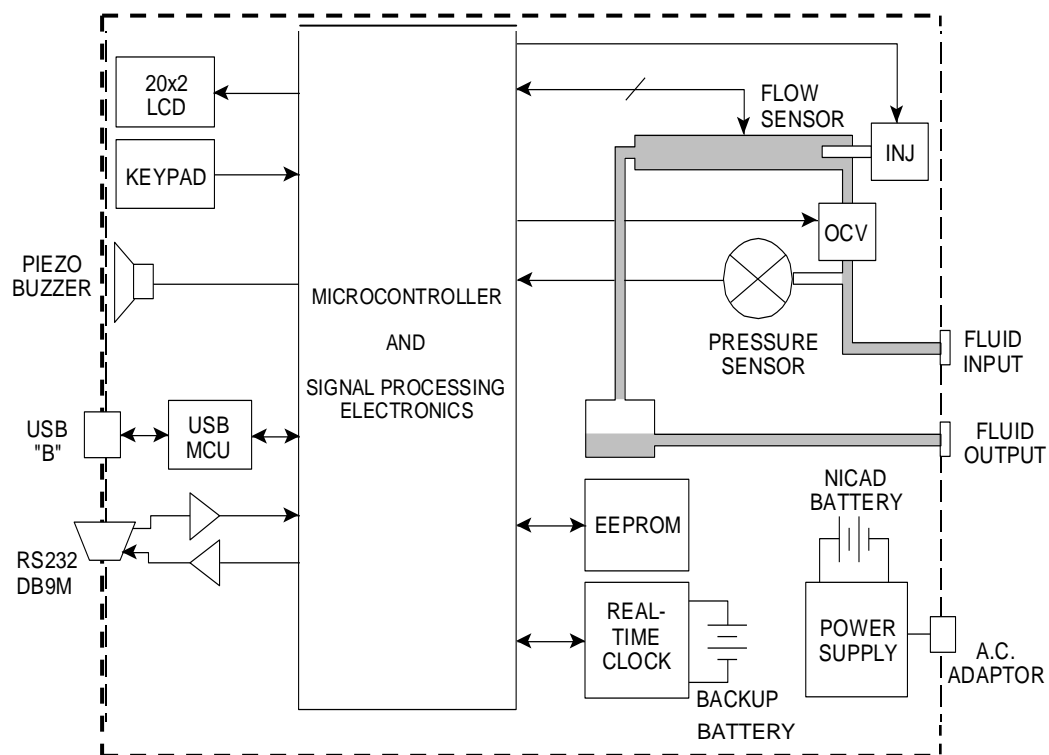 20x2
LCD
KEYPAD
PIEZO
BUZZER
USB
"B"
USB
MCU
RS232
DB9M
MICROCONTROLLER
AND
SIGNAL PROCESSING
ELECTRONICS
FLOW
SENSOR
INJ
OCV
PRESSURE
SENSOR
FLUID
INPUT
FLUID
OUTPUT
NICAD
BATTERY
EEPROM
REAL-
TIME
CLOCK
BACKUP
BATTERY
POWER
SUPPLY
A.C.
ADAPTOR